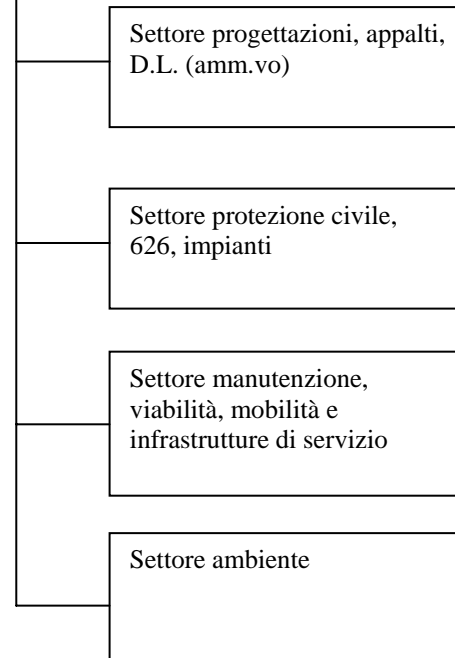 Settore progettazioni, appalti,
D.L. (amm.vo)
Settore protezione civile,
626, impianti
Settore manutenzione,
viabilità, mobilità e
infrastrutture di servizio
Settore ambiente